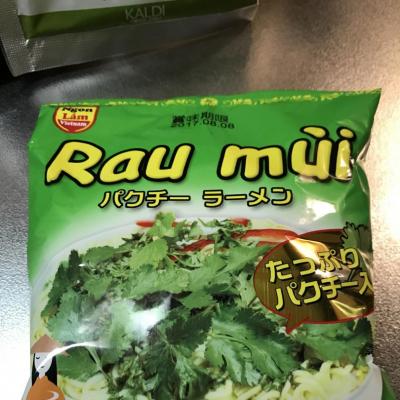 KALDI
Ngon
Lắm
Vietnam
賞味期限
2017.08.08
Rau mùi
パクチー ラーメン
たっぷり
パクチー入